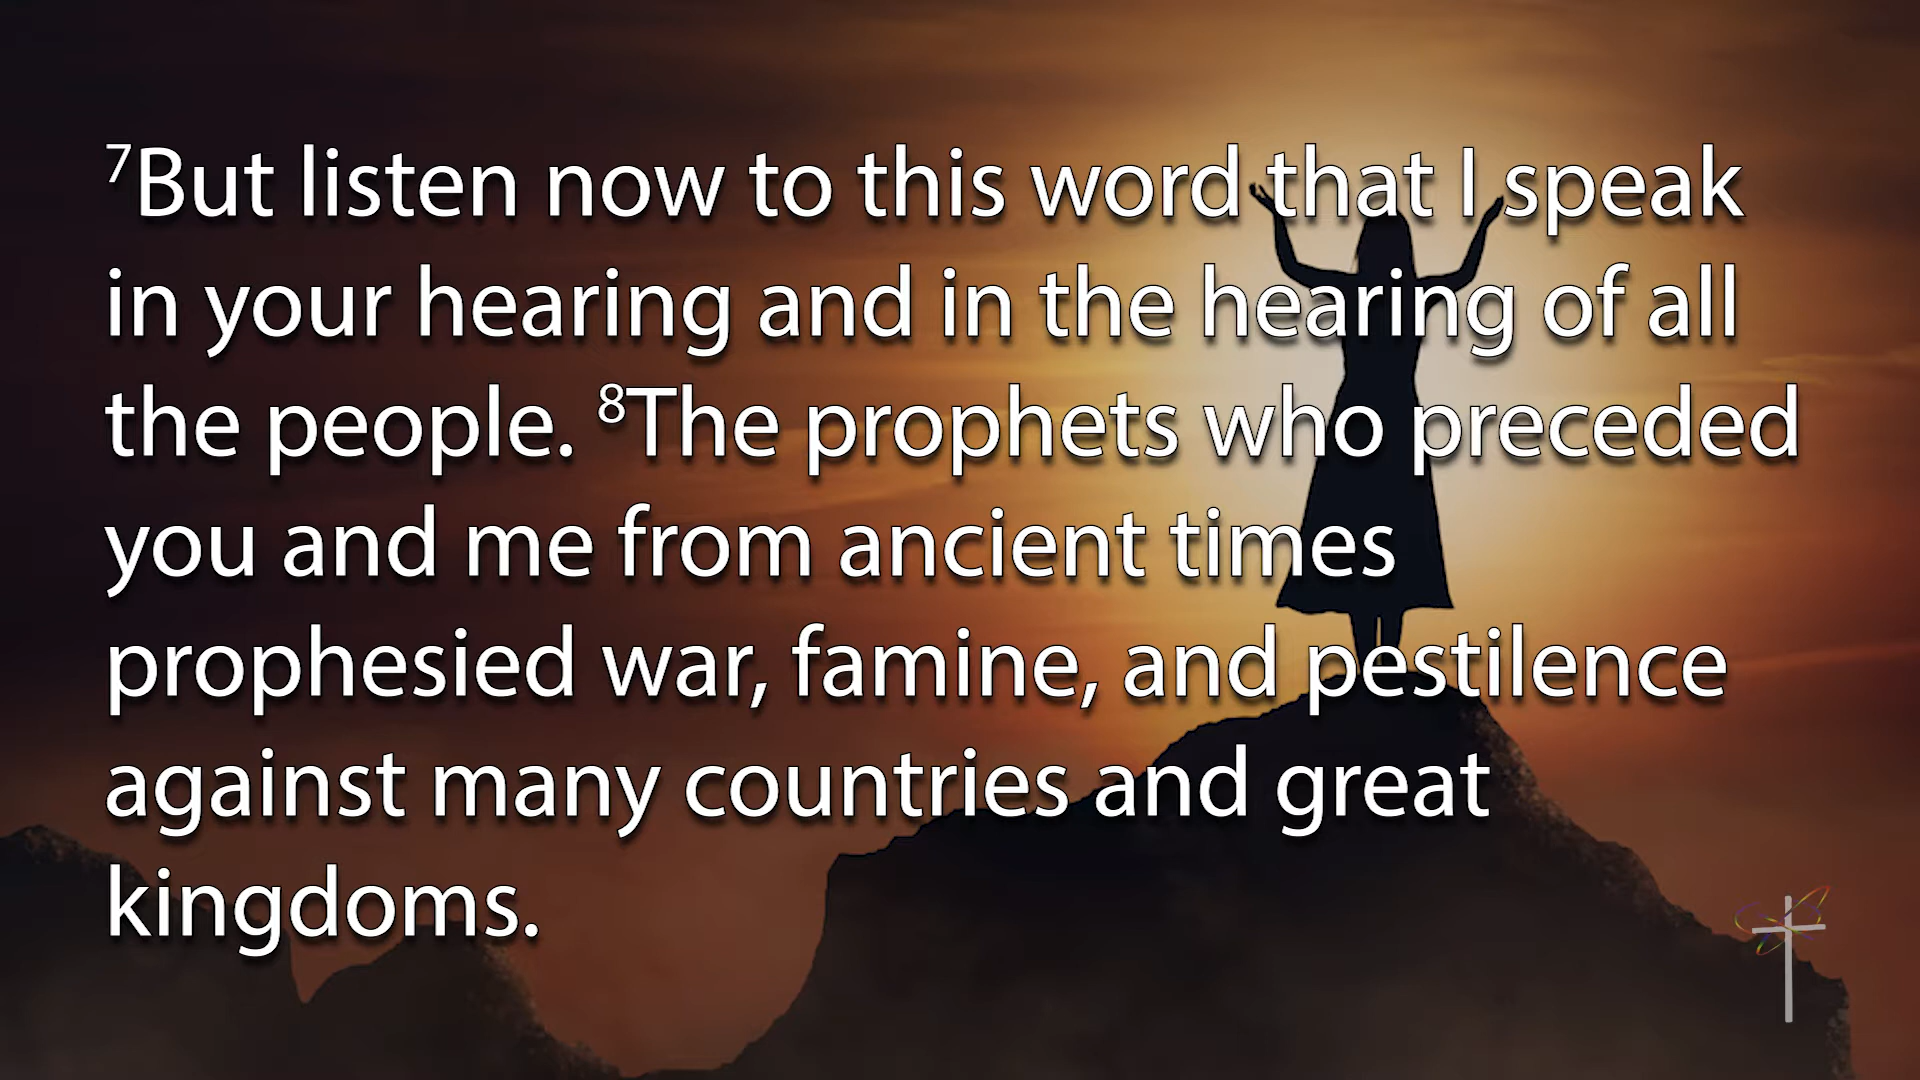 ⁷But listen now to this word that I speak
in your hearing and in the hearing of all
the people. ⁸The prophets who preceded
you and me from ancient times
prophesied war, famine, and pestilence
against many countries and great
kingdoms.